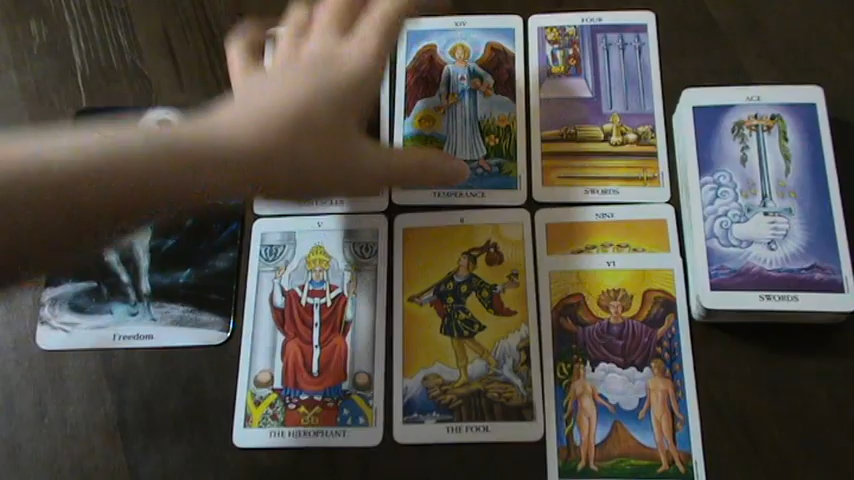 XIV
TEMPERANCE
FOUR
SWORDS
ACE
SWORDS
Freedom
V
THE HIEROPHANT
THE FOOL
NINE
VI